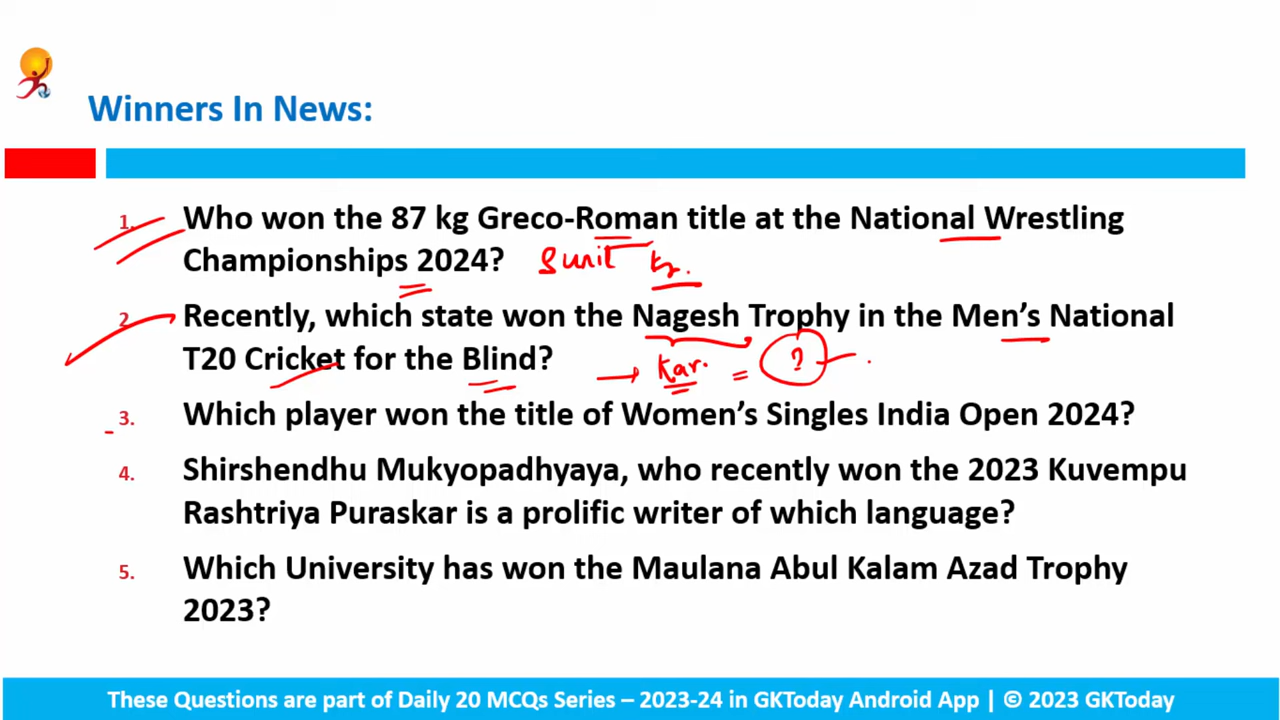 Winners In News:
1. Who won the 87 kg Greco-Roman title at the National Wrestling
Championships 2024? Sunil Kr.
2. Recently, which state won the Nagesh Trophy in the Men's National
T20 Cricket for the Blind? → Kar. = ?
3. Which player won the title of Women's Singles India Open 2024?
4. Shirshendhu Mukyopadhyaya, who recently won the 2023 Kuvempu
Rashtriya Puraskar is a prolific writer of which language?
5. Which University has won the Maulana Abul Kalam Azad Trophy
2023?
These Questions are part of Daily 20 MCQs Series – 2023-24 in GKToday Android App | © 2023 GKToday